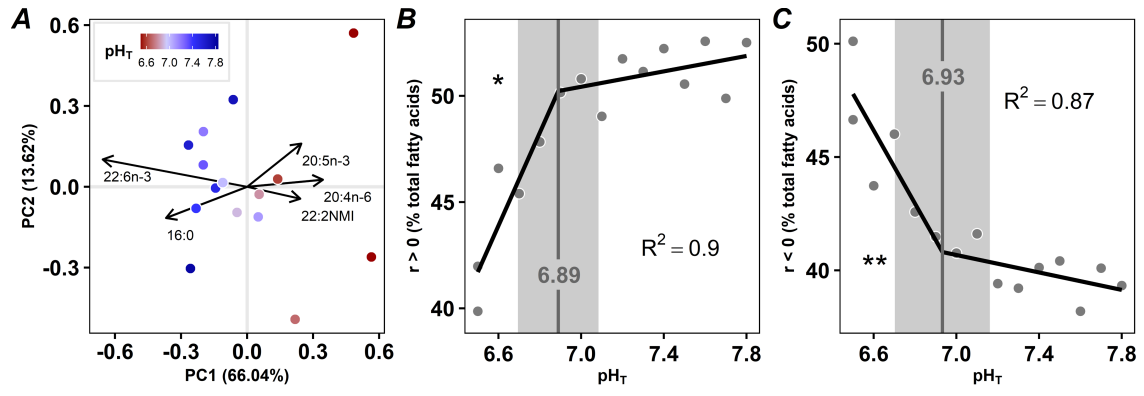 A
0.6
0.3
0.0
-0.3
PC2 (13.62%)
pH_T
6.6 7.0 7.4 7.8
20:5n-3
22:6n-3
20:4n-6
22:2NMI
16:0
-0.6 -0.3 0.0 0.3 0.6
PC1 (66.04%)
B
50
45
40
r > 0 (% total fatty acids)
*
R² = 0.9
6.89
6.6 7.0 7.4 7.8
pH_T
C
50
45
40
r < 0 (% total fatty acids)
6.93
R² = 0.87
**
6.6 7.0 7.4 7.8
pH_T